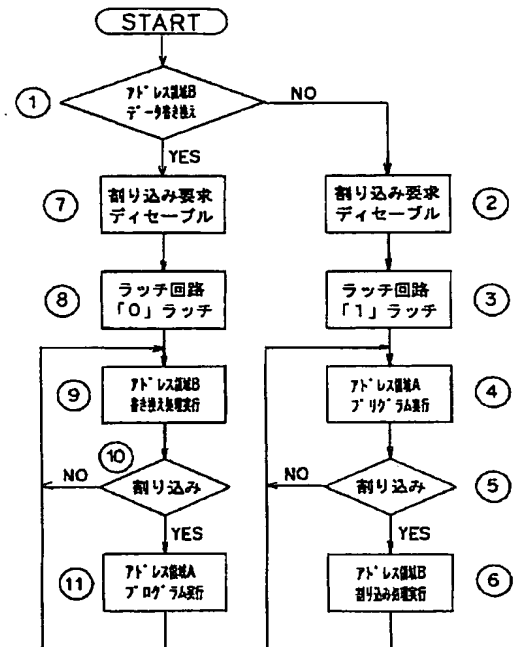 START
①
アドレス領域B
データ書き換え
NO
YES
⑦
割り込み要求
ディセーブル
②
割り込み要求
ディセーブル
⑧
ラッチ回路
「0」ラッチ
③
ラッチ回路
「1」ラッチ
⑨
アドレス領域B
書き換え処理実行
④
アドレス領域A
プリグラム実行
⑩
NO
割り込み
YES
⑤
NO
割り込み
YES
⑪
アドレス領域A
プログラム実行
⑥
アドレス領域B
割り込み処理実行